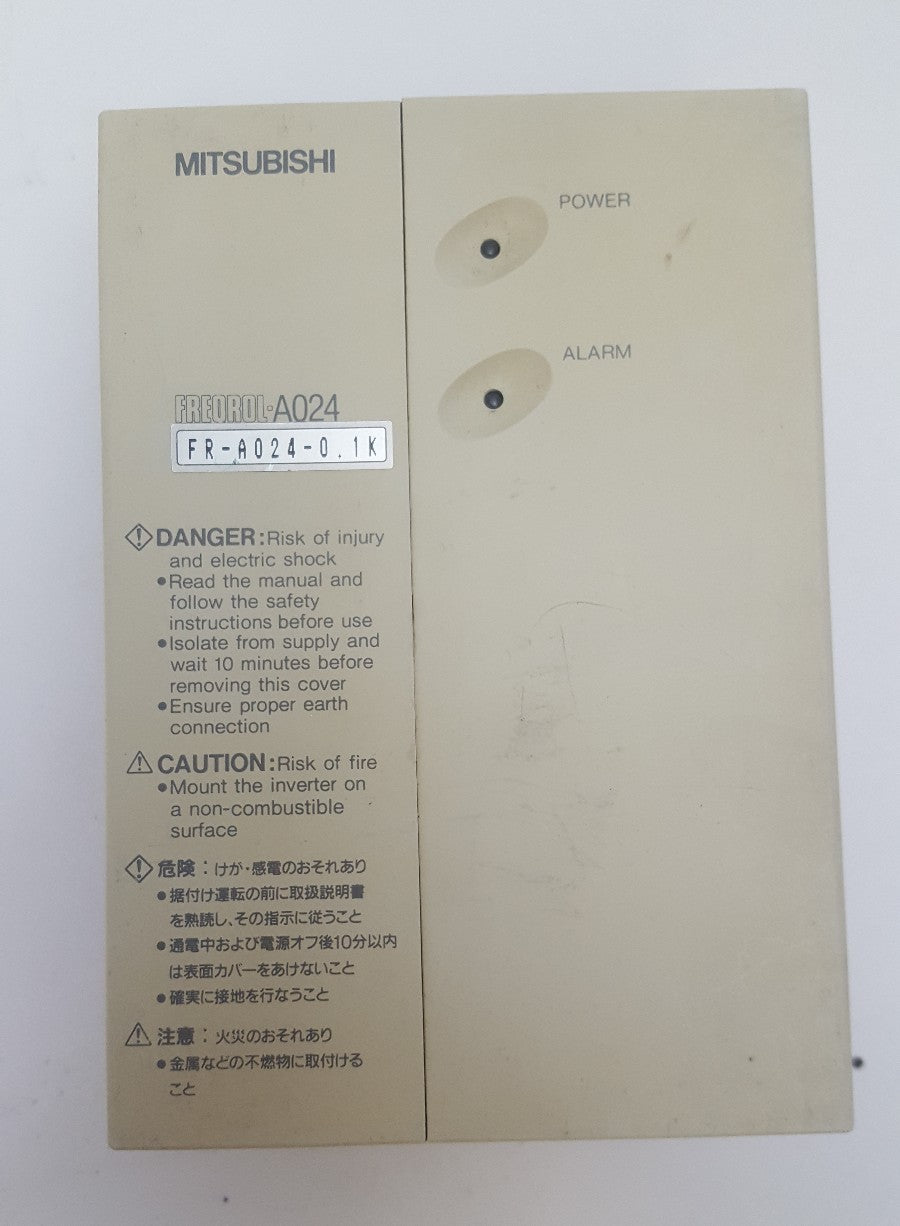 MITSUBISHI
POWER
ALARM
FREQROL-A024
FR-A024-0.1K
DANGER:Risk of injury
and electric shock
●Read the manual and
follow the safety
instructions before use
●Isolate from supply and
wait 10 minutes before
removing this cover
●Ensure proper earth
connection
CAUTION:Risk of fire
●Mount the inverter on
a non-combustible
surface
危険：けが・感電のおそれあり
●据付け運転の前に取扱説明書
を熟読し、その指示に従うこと
●通電中および電源オフ後10分以内
は表面カバーをあけないこと
●確実に接地を行なうこと
注意：火災のおそれあり
●金属などの不燃物に取付ける
こと